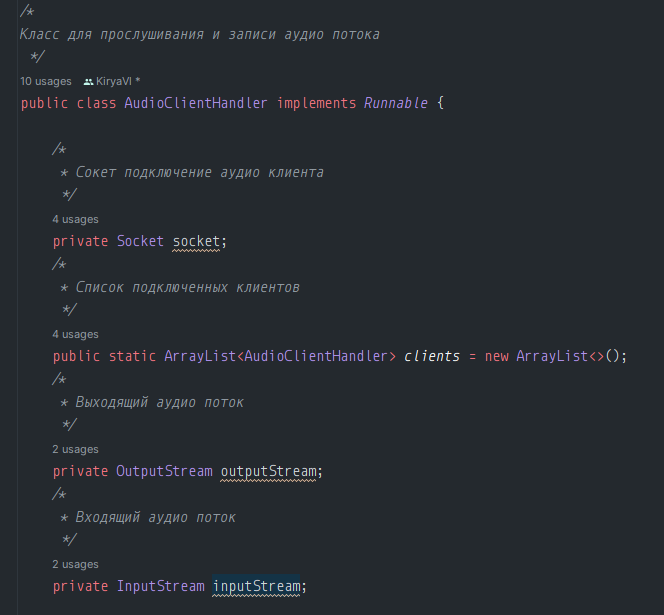 /*
Класс для прослушивания и записи аудио потока
*/
10 usages KiryaVI *
public class AudioClientHandler implements Runnable {
/*
* Сокет подключение аудио клиента
*/
4 usages
private Socket socket;
/*
* Список подключенных клиентов
*/
4 usages
public static ArrayList<AudioClientHandler> clients = new ArrayList<>();
/*
* Выходящий аудио поток
*/
2 usages
private OutputStream outputStream;
/*
* Входящий аудио поток
*/
2 usages
private InputStream inputStream;